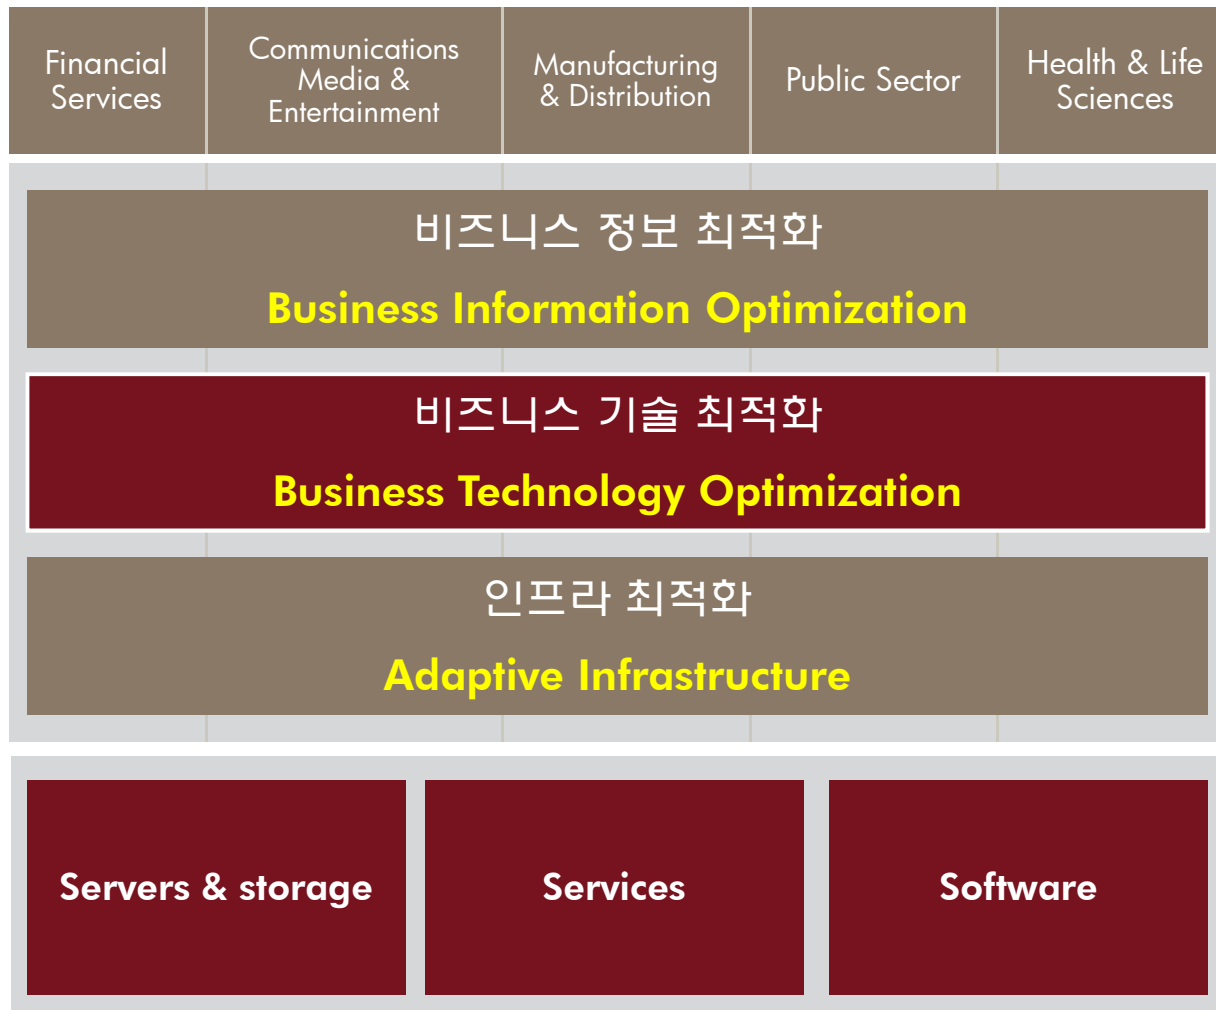 Financial
Services
Communications
Media &
Entertainment
Manufacturing
& Distribution
Public Sector
Health & Life
Sciences
비즈니스 정보 최적화
Business Information Optimization
비즈니스 기술 최적화
Business Technology Optimization
인프라 최적화
Adaptive Infrastructure
Servers & storage
Services
Software